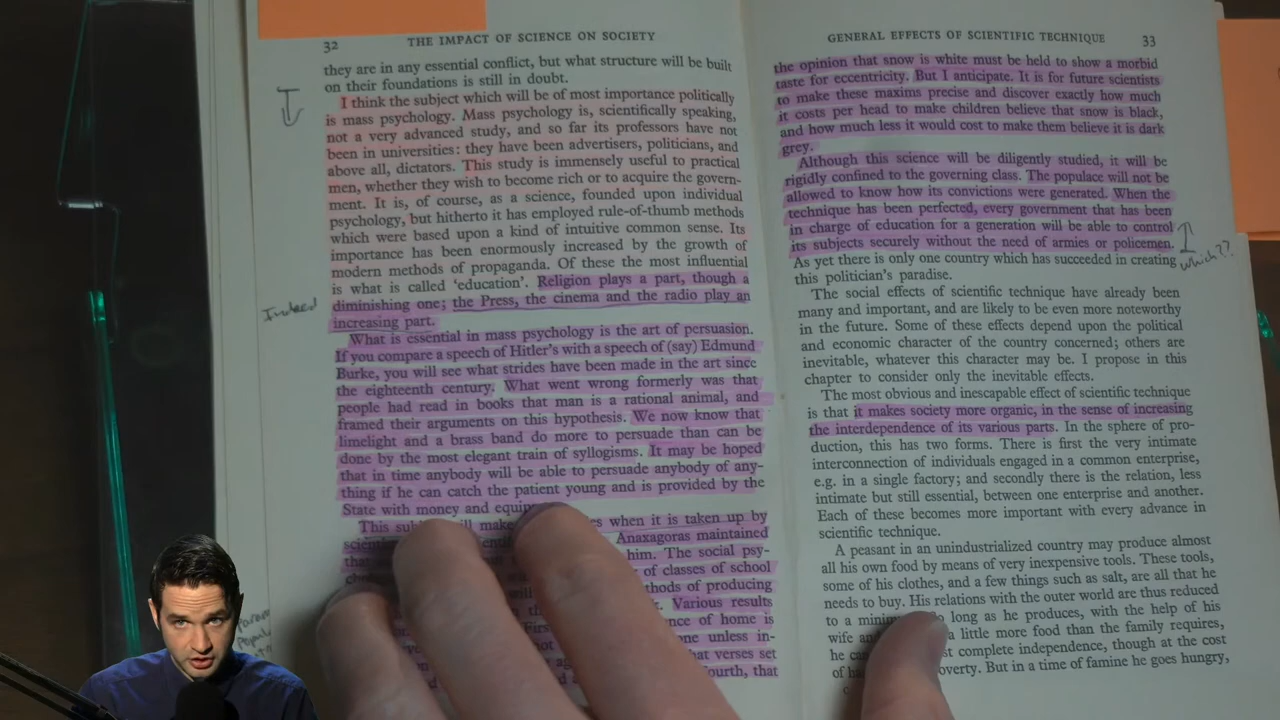 32
THE IMPACT OF SCIENCE ON SOCIETY
they are in any essential conflict, but what structure will be built
on their foundations is still in doubt.
I think the subject which will be of most importance politically
is mass psychology. Mass psychology is, scientifically speaking,
not a very advanced study, and so far its professors have not
been in universities: they have been advertisers, politicians, and
above all, dictators. This study is immensely useful to practical
men, whether they wish to become rich or to acquire the govern-
ment. It is, of course, as a science, founded upon individual
psychology, but hitherto it has employed rule-of-thumb methods
which were based upon a kind of intuitive common sense. Its
importance has been enormously increased by the growth of
modern methods of propaganda. Of these the most influential
is what is called 'education'. Religion plays a part, though a
Indeed
diminishing one; the Press, the cinema and the radio play an
increasing part.
What is essential in mass psychology is the art of persuasion.
If you compare a speech of Hitler's with a speech of (say) Edmund
Burke, you will see what strides have been made in the art since
the eighteenth century. What went wrong formerly was that
people had read in books that man is a rational animal, and
framed their arguments on this hypothesis. We now know that
limelight and a brass band do more to persuade than can be
done by the most elegant train of syllogisms. It may be hoped
that in time anybody will be able to persuade anybody of any-
thing if he can catch the patient young and is provided by the
State with money and
This make when it is taken up by
Anaxagoras maintained
him. The social psy-
of classes of school
producing
Various results
of home is
unless in-
verses set
that
GENERAL EFFECTS OF SCIENTIFIC TECHNIQUE
33
the opinion that snow is white must be held to show a morbid
taste for eccentricity. But I anticipate. It is for future scientists
to make these maxims precise and discover exactly how much
it costs per head to make children believe that snow is black,
and how much less it would cost to make them believe it is dark
grey.
Although this science will be diligently studied, it will be
rigidly confined to the governing class. The populace will not be
allowed to know how its convictions were generated. When the
technique has been perfected, every government that has been
in charge of education for a generation will be able to control
its subjects securely without the need of armies or policemen.
As yet there is only one country which has succeeded in creating
which??
this politician's paradise.
The social effects of scientific technique have already been
many and important, and are likely to be even more noteworthy
in the future. Some of these effects depend upon the political
and economic character of the country concerned; others are
inevitable, whatever this character may be. I propose in this
chapter to consider only the inevitable effects.
The most obvious and inescapable effect of scientific technique
is that it makes society more organic, in the sense of increasing
the interdependence of its various parts. In the sphere of pro-
duction, this has two forms. There is first the very intimate
interconnection of individuals engaged in a common enterprise,
e.g. in a single factory; and secondly there is the relation, less
intimate but still essential, between one enterprise and another.
Each of these becomes more important with every advance in
scientific technique.
A peasant in an unindustrialized country may produce almost
all his own food by means of very inexpensive tools. These tools,
some of his clothes, and a few things such as salt, are all that he
needs to buy. His relations with the outer world are thus reduced
to a long as he produces, with the help of his
wife a little more food than the family requires,
he complete independence, though at the cost
of But in a time of famine he goes hungry,